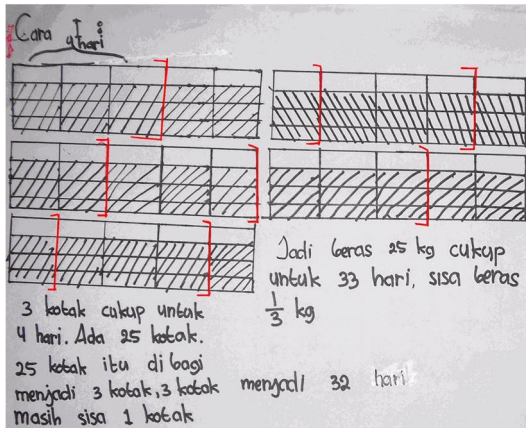 Cara I:
4 hari
Jadi beras 25 kg cukup
untuk 33 hari, sisa beras
1/3 kg
3 kotak cukup untuk
4 hari. Ada 25 kotak.
25 kotak itu di bagi
menjadi 3 kotak, 3 kotak menjadi 32 hari
masih sisa 1 kotak